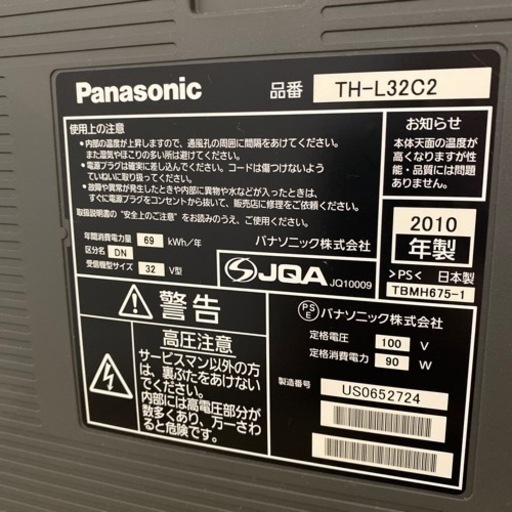 Panasonic 品番 TH-L32C2
使用上の注意
• 内部の温度が上昇しますので、通風孔の周囲に間隔をあけてください。
また湿気やほこりの多い所は避けてください。
• 電源プラグは確実に差し込んでください。コードは傷つけないよう
ていねいに取り扱ってください。
• 故障や異常が発生したときや内部に異物や水などが入ったときは、
すぐに電源プラグをコンセントから抜いて、販売店に修理をご依頼ください。
取扱説明書の“安全上のご注意”をお読みのうえ、ご使用ください。
お知らせ
本体天面の温度が
高くなりますが性
能・品質には問題
ありません。
年間消費電力量 69 kWh/年
区分名 DN
受信機型サイズ 32 V型
パナソニック株式会社
JQA JQ10009
2010
年製
>PS< 日本製
TBMH675-1
警告
高圧注意
サービスマン以外の方
は、裏ぶたをあけない
でください。
内部には高電圧部分が
数多くあり、万一さわ
ると危険です。
PSE パナソニック株式会社
定格電圧 100 V
定格消費電力 90 W
製造番号 US0652724